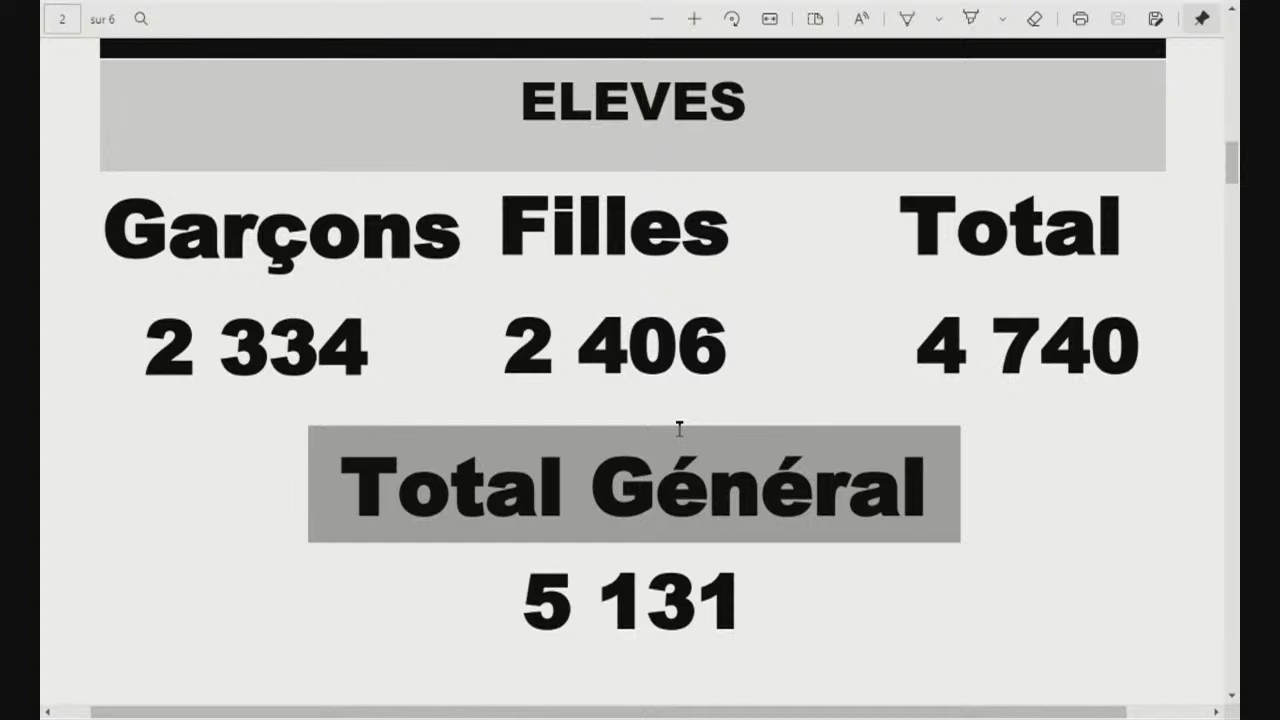 2 sur 6
ELEVES
Garçons Filles Total
2 334 2 406 4 740
Total Général
5 131